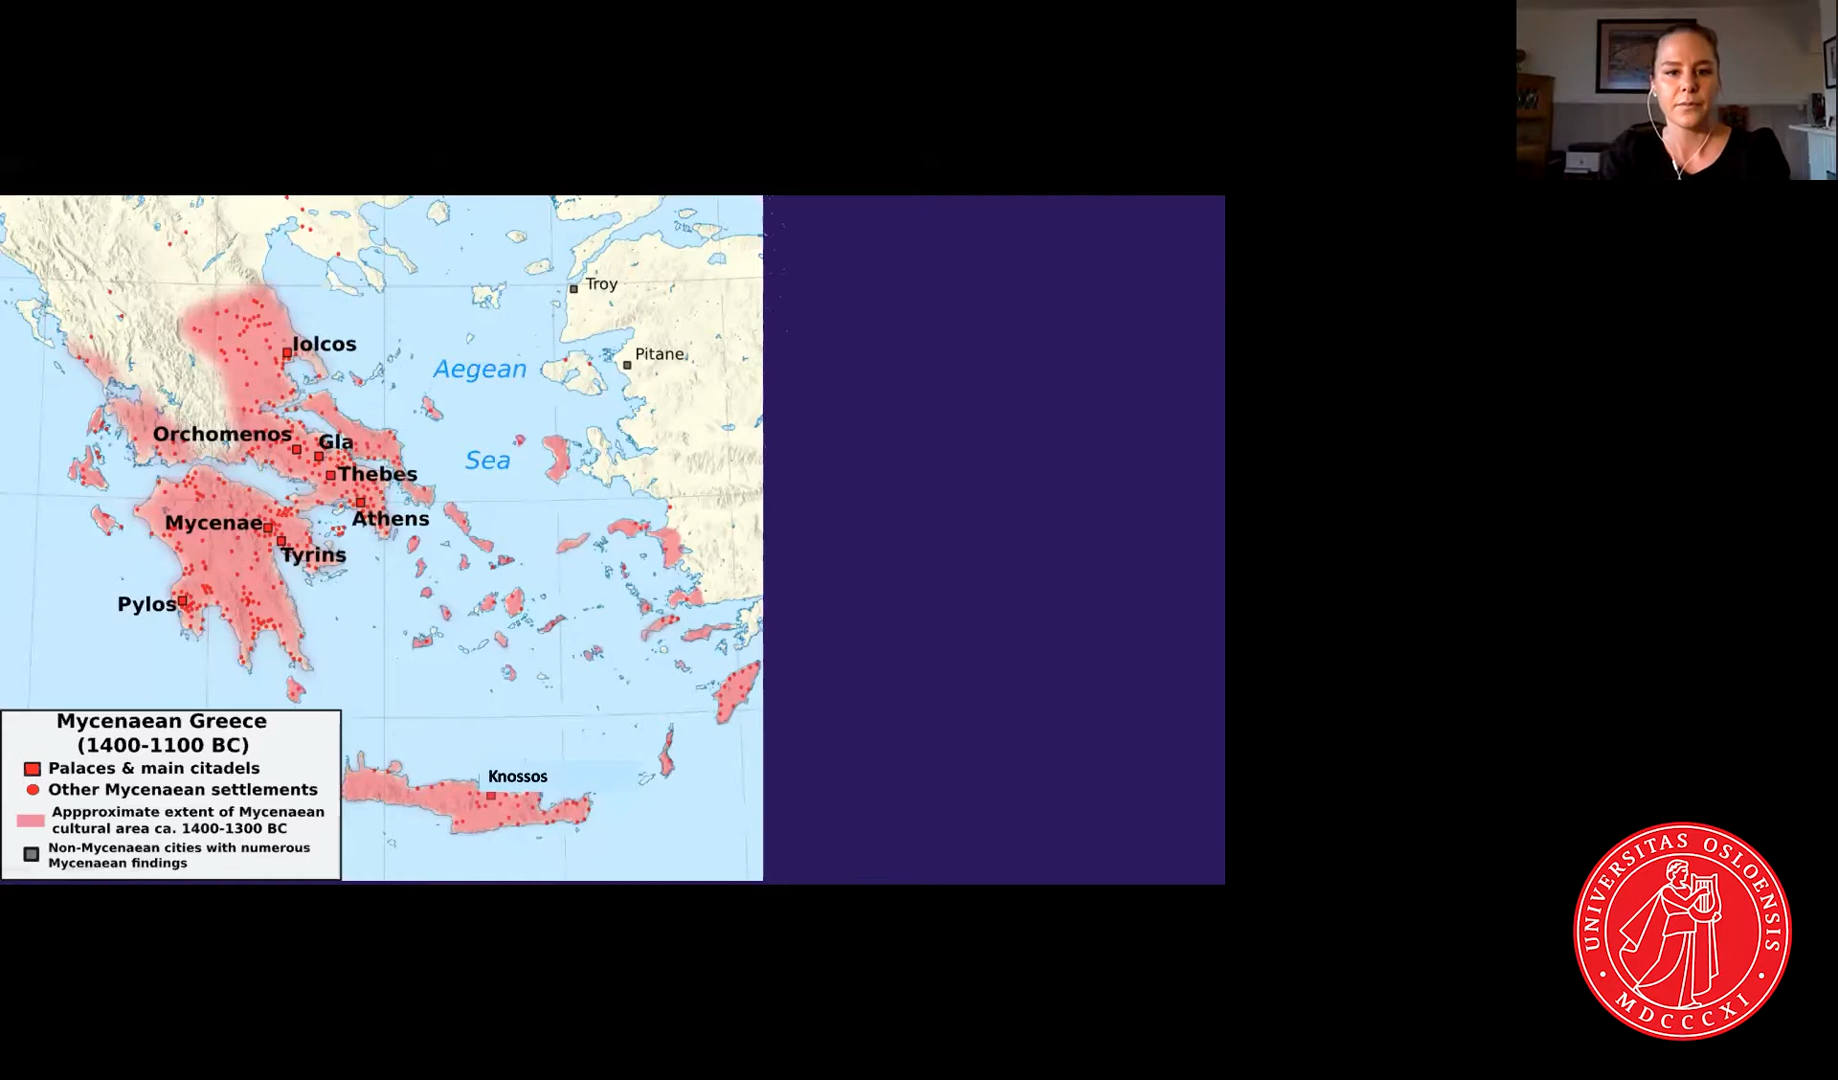 Troy
Iolcos
Pitane
Aegean
Orchomenos
Gla
Sea
Thebes
Mycenae
Athens
Tyrins
Pylos
Mycenaean Greece
(1400-1100 BC)
Palaces & main citadels
Other Mycenaean settlements
Appproximate extent of Mycenaean
cultural area ca. 1400-1300 BC
Non-Mycenaean cities with numerous
Mycenaean findings
Knossos
UNIVERSITAS OSLOENSIS
MDCCCXI